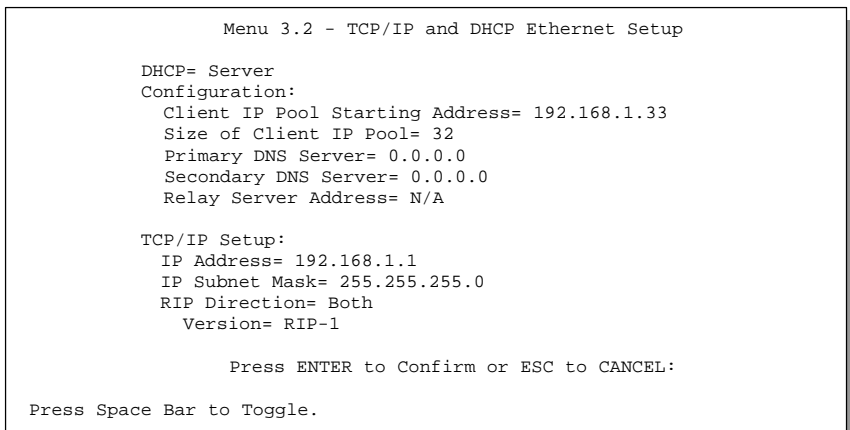 Menu 3.2 - TCP/IP and DHCP Ethernet Setup
DHCP= Server
Configuration:
Client IP Pool Starting Address= 192.168.1.33
Size of Client IP Pool= 32
Primary DNS Server= 0.0.0.0
Secondary DNS Server= 0.0.0.0
Relay Server Address= N/A
TCP/IP Setup:
IP Address= 192.168.1.1
IP Subnet Mask= 255.255.255.0
RIP Direction= Both
Version= RIP-1
Press ENTER to Confirm or ESC to CANCEL:
Press Space Bar to Toggle.